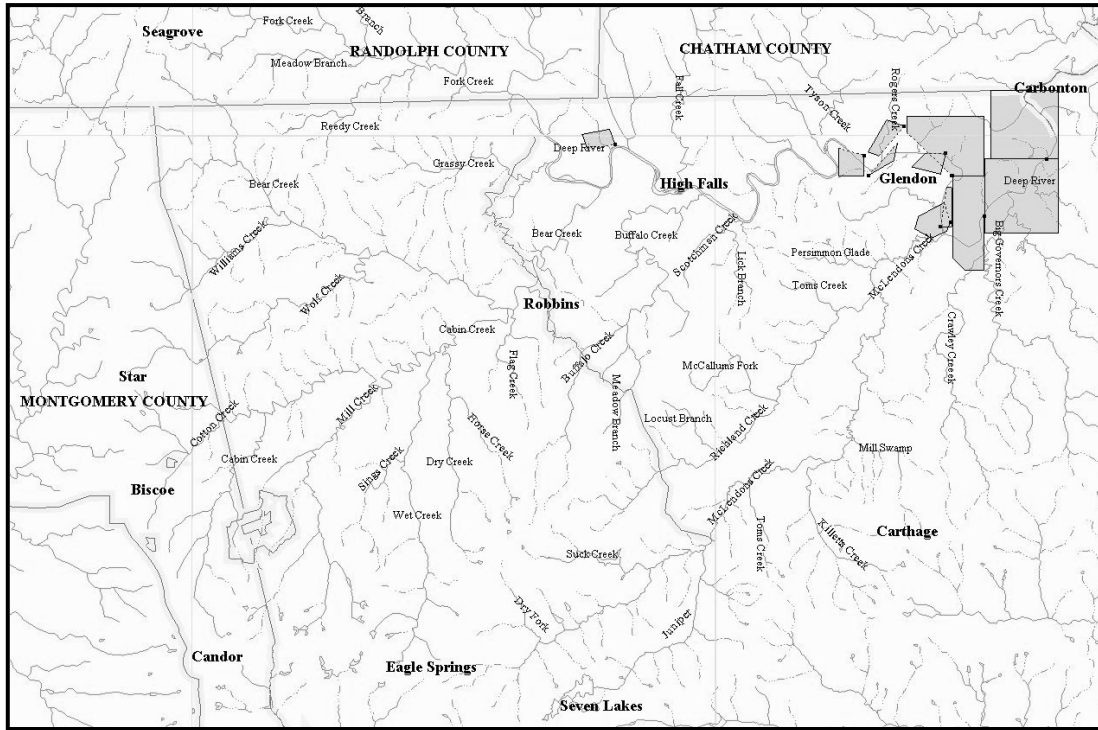 Fork Creek
Branch
Seagrove
RANDOLPH COUNTY
CHATHAM COUNTY
Meadow Branch
Fork Creek
Fall Creek
Tyson Creek
Rogers Creek
Carbonton
Reedy Creek
Deep River
Grassy Creek
Bear Creek
High Falls
Glendon
Deep River
Williams Creek
Bear Creek
Buffalo Creek
Scotchman Creek
Lick Branch
Persimmon Glade
McLendons Creek
Big Governors Creek
Wolf Creek
Toms Creek
Robbins
Cabin Creek
Crawley Creeek
Flag Creek
Buffalo Creek
McCallums Fork
Star
MONTGOMERY COUNTY
Mill Creek
Meadow Branch
Cotton Creek
Horse Creek
Locust Branch
Richland Creek
Cabin Creek
Sings Creek
Dry Creek
Mill Swamp
Biscoe
McLendons Creek
Wet Creek
Toms Creek
Killetts Creek
Carthage
Suck Creek
Dry Fork
Juniper
Candor
Eagle Springs
Seven Lakes